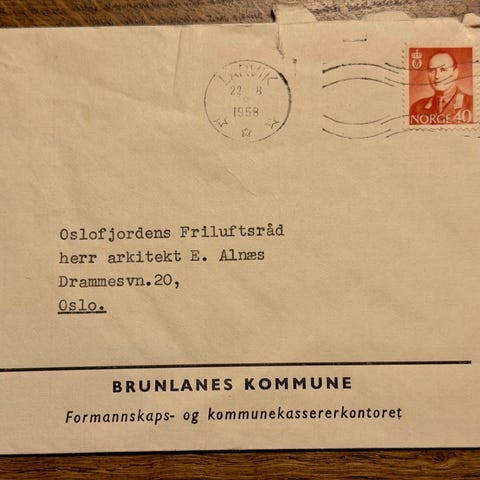 LARVIK
22 8
1958
NORGE 40
Oslofjordens Friluftsråd
herr arkitekt E. Alnæs
Drammesvn.20,
Oslo.
BRUNLANES KOMMUNE
Formannskaps- og kommunekassererkontoret